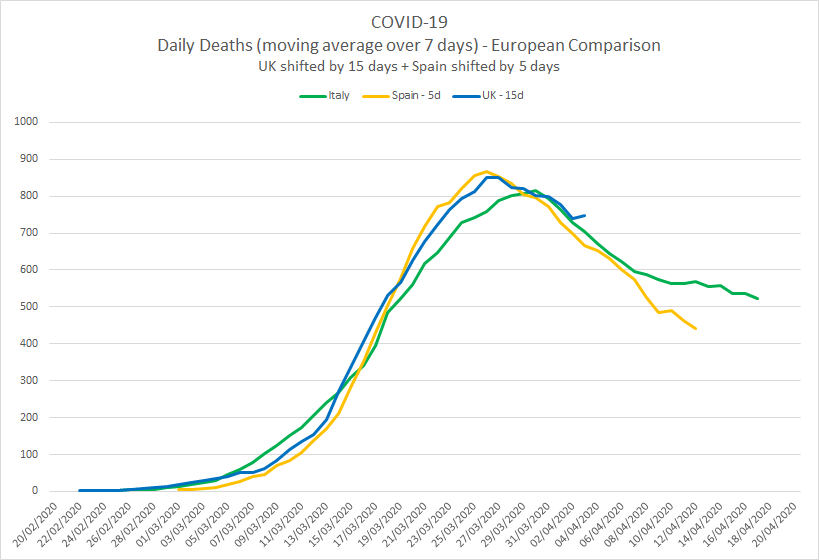 COVID-19
Daily Deaths (moving average over 7 days) - European Comparison
UK shifted by 15 days + Spain shifted by 5 days
Italy Spain - 5d UK - 15d
1000
900
800
700
600
500
400
300
200
100
0
20/02/2020 22/02/2020 24/02/2020 26/02/2020 28/02/2020 01/03/2020 03/03/2020 05/03/2020 07/03/2020 09/03/2020 11/03/2020 13/03/2020 15/03/2020 17/03/2020 19/03/2020 21/03/2020 23/03/2020 25/03/2020 27/03/2020 29/03/2020 31/03/2020 02/04/2020 04/04/2020 06/04/2020 08/04/2020 10/04/2020 12/04/2020 14/04/2020 16/04/2020 18/04/2020 20/04/2020